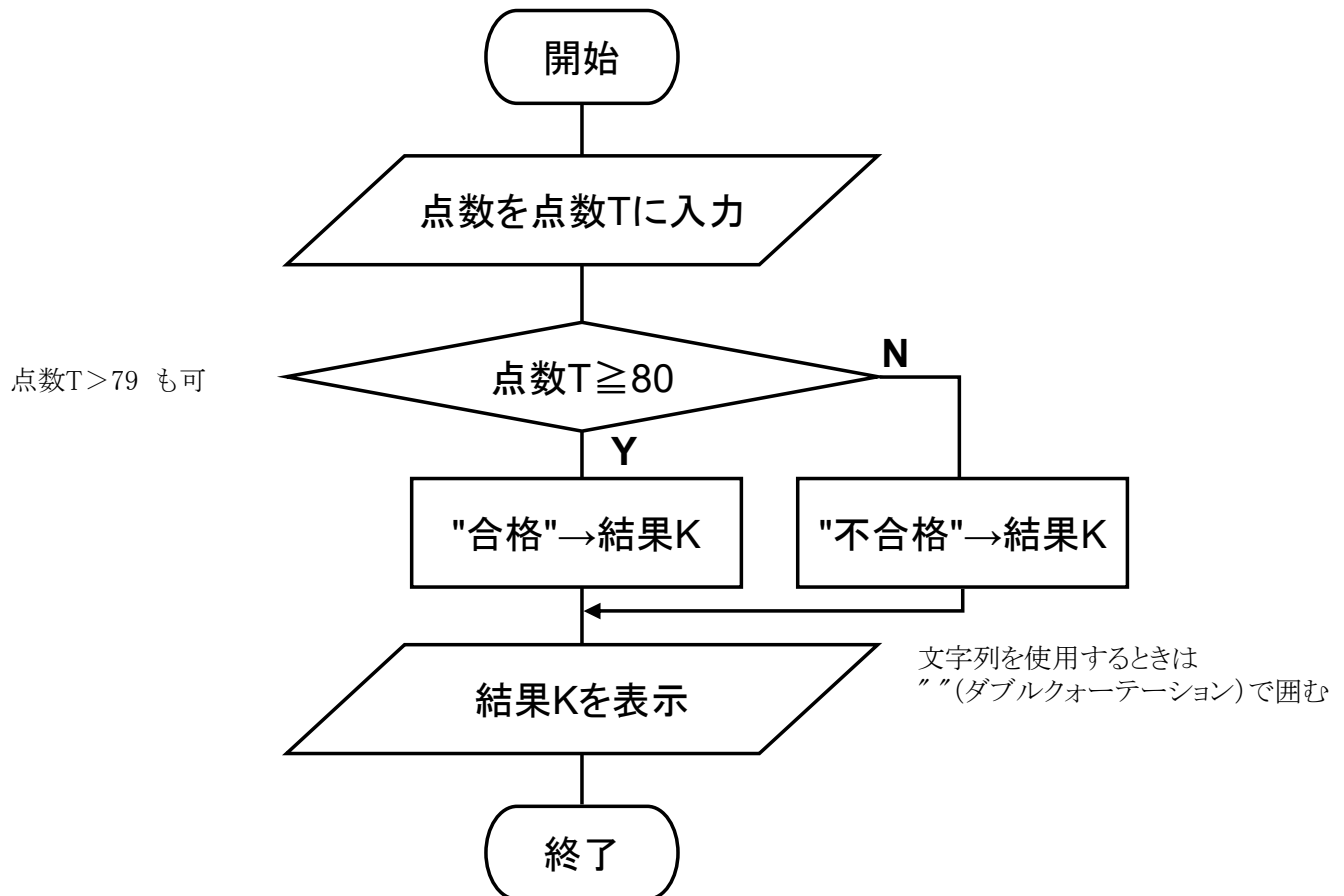 開始
点数を点数Tに入力
点数T≧80
N
点数T＞79 も可
Y
"合格"→結果K
"不合格"→結果K
文字列を使用するときは
″ ″(ダブルクォーテーション)で囲む
結果Kを表示
終了